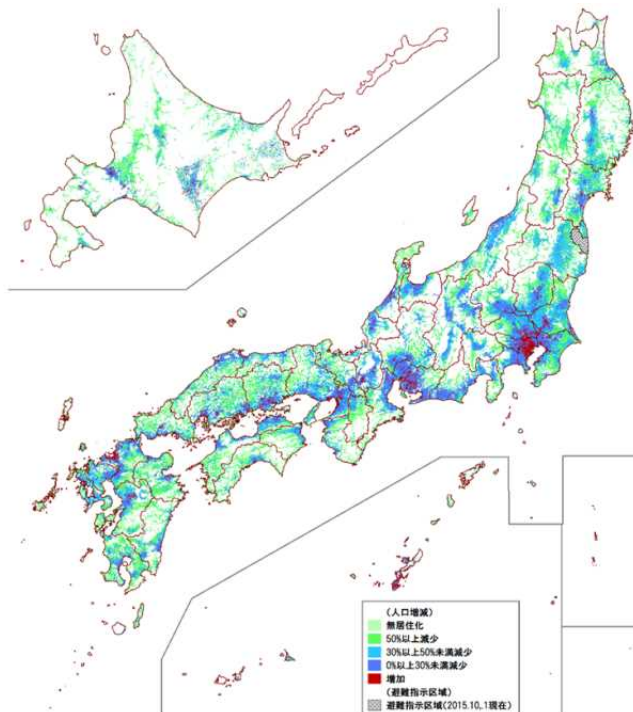 (人口増減)
無居住化
50%以上減少
30%以上50%未満減少
0%以上30%未満減少
増加
(避難指示区域)
避難指示区域(2015.10.1現在)